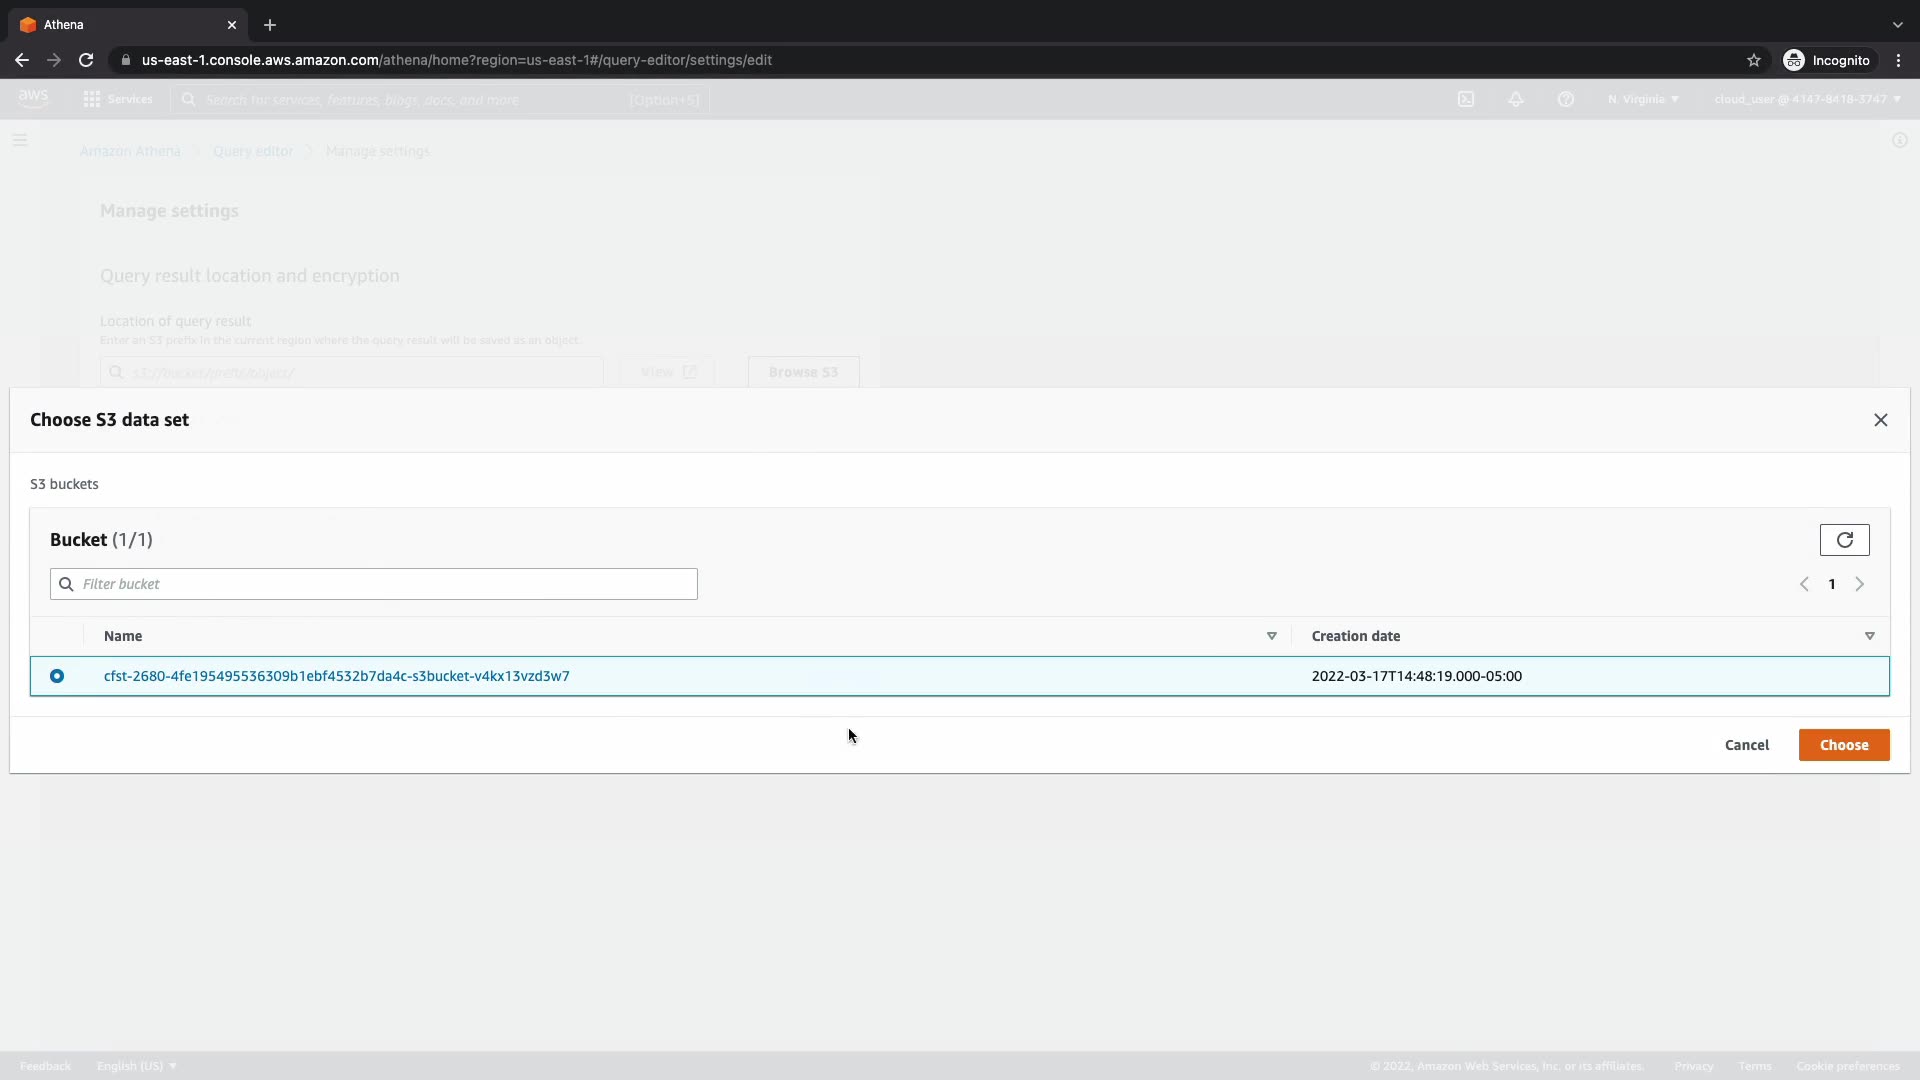 Athena
us-east-1.console.aws.amazon.com/athena/home?region=us-east-1#/query-editor/settings/edit
Incognito
aws
Services
Search for services, features, blogs, docs, and more
[Option+S]
N. Virginia
cloud_user @ 4147-8418-3747
Amazon Athena
Query editor
Manage settings
Manage settings
Query result location and encryption
Location of query result
Enter an S3 prefix in the current region where the query result will be saved as an object.
s3://bucket/prefix/object/
View
Browse S3
Choose S3 data set
S3 buckets
Bucket (1/1)
Filter bucket
1
Name
Creation date
cfst-2680-4fe195495536309b1ebf4532b7da4c-s3bucket-v4kx13vzd3w7
2022-03-17T14:48:19.000-05:00
Cancel
Choose
Feedback
English (US)
© 2022, Amazon Web Services, Inc. or its affiliates.
Privacy
Terms
Cookie preferences